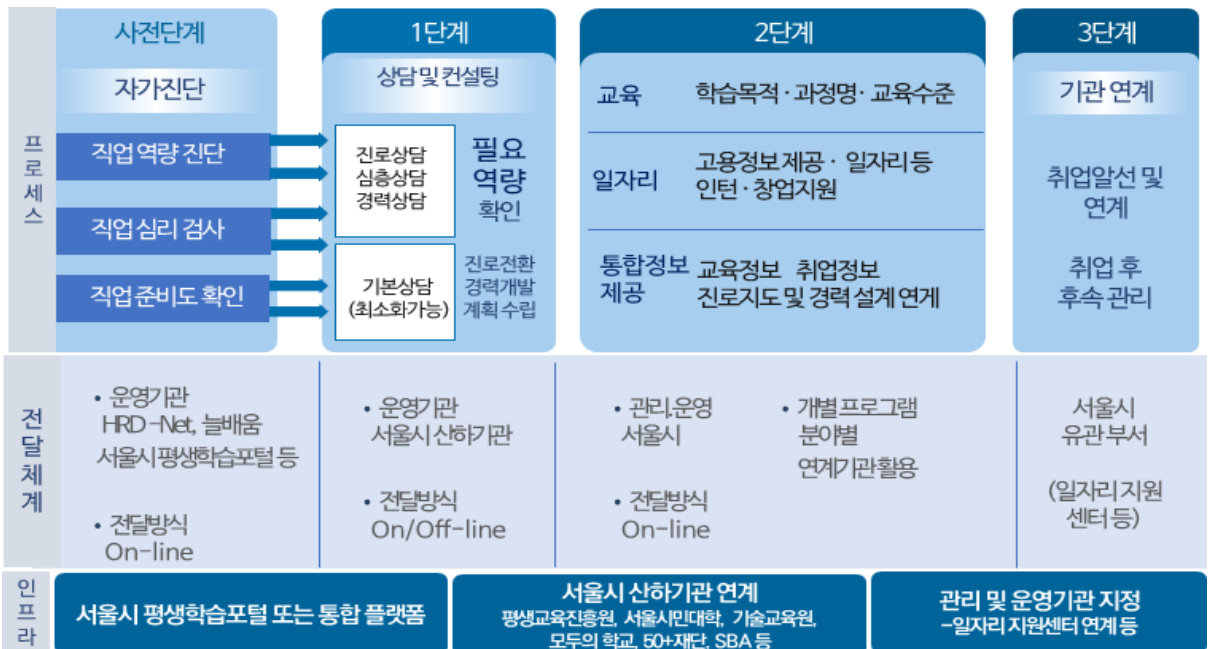 프로세스
사전단계
자가진단
직업 역량 진단
직업 심리 검사
직업 준비도 확인
1단계
상담 및 컨설팅
진로상담
심층상담
경력상담
필요
역량
확인
기본상담
(최소화가능)
진로전환
경력개발
계획 수립
2단계
교육 학습목적·과정명·교육수준
일자리 고용정보 제공· 일자리 등
인턴·창업지원
통합정보 교육정보 취업정보
제공 진로지도 및 경력 설계 연계
3단계
기관 연계
취업알선 및
연계
취업 후
후속 관리
전달체계
• 운영기관
HRD-Net, 늘배움
서울시 평생학습포털 등
• 전달방식
On-line
• 운영기관
서울시 산하기관
• 전달방식
On/Off-line
• 관리.운영
서울시
• 전달방식
On-line
• 개별 프로그램
분야별
연계기관 활용
서울시
유관 부서
(일자리 지원
센터 등)
인프라
서울시 평생학습포털 또는 통합 플랫폼
서울시 산하기관 연계
평생교육진흥원, 서울시민대학, 기술교육원,
모두의 학교, 50+재단, SBA 등
관리 및 운영기관 지정
-일자리 지원센터 연계 등